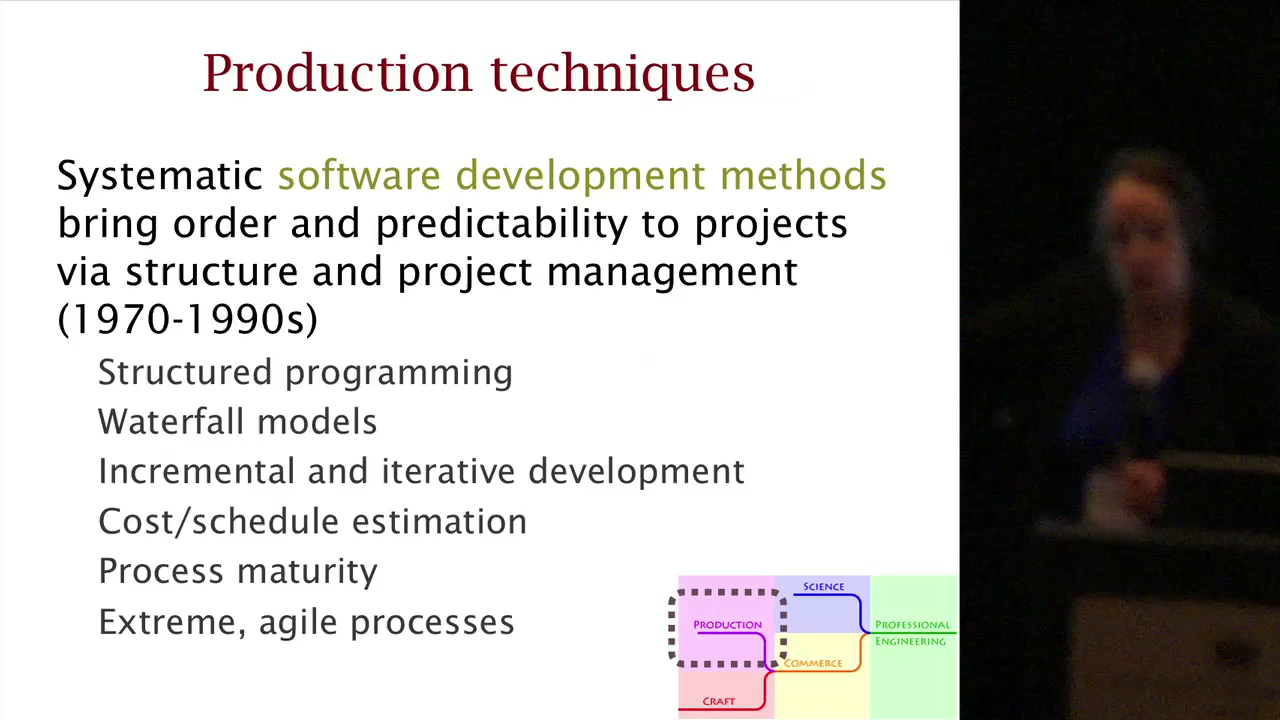 Production techniques
Systematic software development methods
bring order and predictability to projects
via structure and project management
(1970-1990s)
Structured programming
Waterfall models
Incremental and iterative development
Cost/schedule estimation
Process maturity
Extreme, agile processes
SCIENCE
PRODUCTION
PROFESSIONAL
ENGINEERING
COMMERCE
CRAFT